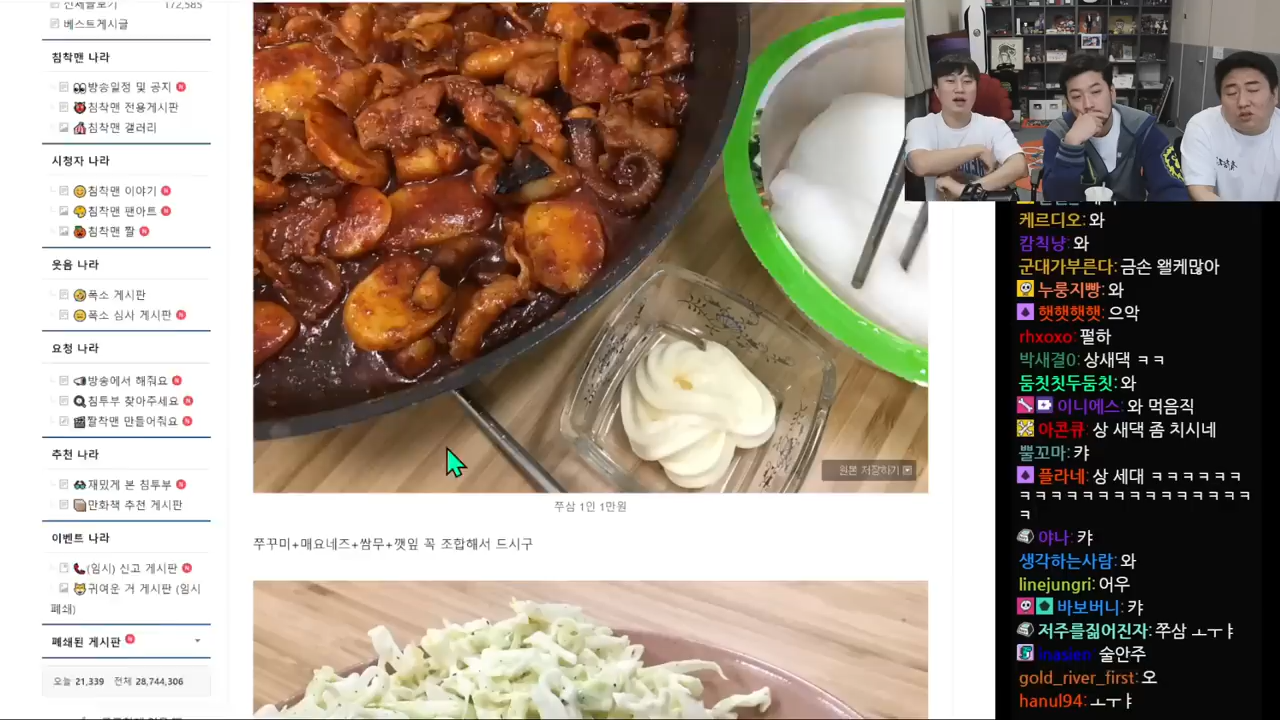 전체글보기 172,585
베스트게시글
침착맨 나라
방송일정 및 공지 N
침착맨 전용게시판
침착맨 갤러리
시청자 나라
침착맨 이야기 N
침착맨 팬아트 N
침착맨 짤 N
웃음 나라
폭소 게시판
폭소 심사 게시판 N
요청 나라
방송에서 해줘요 N
침투부 찾아주세요 N
짤착맨 만들어줘요 N
추천 나라
재밌게 본 침투부 N
만화책 추천 게시판
이벤트 나라
(임시) 신고 게시판 N
귀여운 거 게시판 (임시
폐쇄)
폐쇄된 게시판 N
오늘 21,339 전체 28,744,306
원본 저장하기
쭈삼 1인 1만원
쭈꾸미+매요네즈+쌈무+깻잎 꼭 조합해서 드시구
케르디오: 와
캄칙냥: 와
군대가부른다: 금손 왤케많아
누룽지빵: 와
햇햇햇햇: 으악
rhxoxo: 펄하
박새결0: 상새댁 ㅋㅋ
둠칫칫두둠칫: 와
이니에스: 와 먹음직
아콘큐: 상 새댁 좀 치시네
뿔꼬마: 캬
플라네: 상 세대 ㅋㅋㅋㅋㅋㅋ
ㅋㅋㅋㅋㅋㅋㅋㅋㅋㅋㅋㅋㅋㅋㅋ
ㅋ
야나: 캬
생각하는사람: 와
linejungri: 어우
바보버니: 캬
저주를짊어진자: 쭈삼 ㅗㅜㅑ
inasien: 술안주
gold_river_first: 오
hanul94: ㅗㅜㅑ